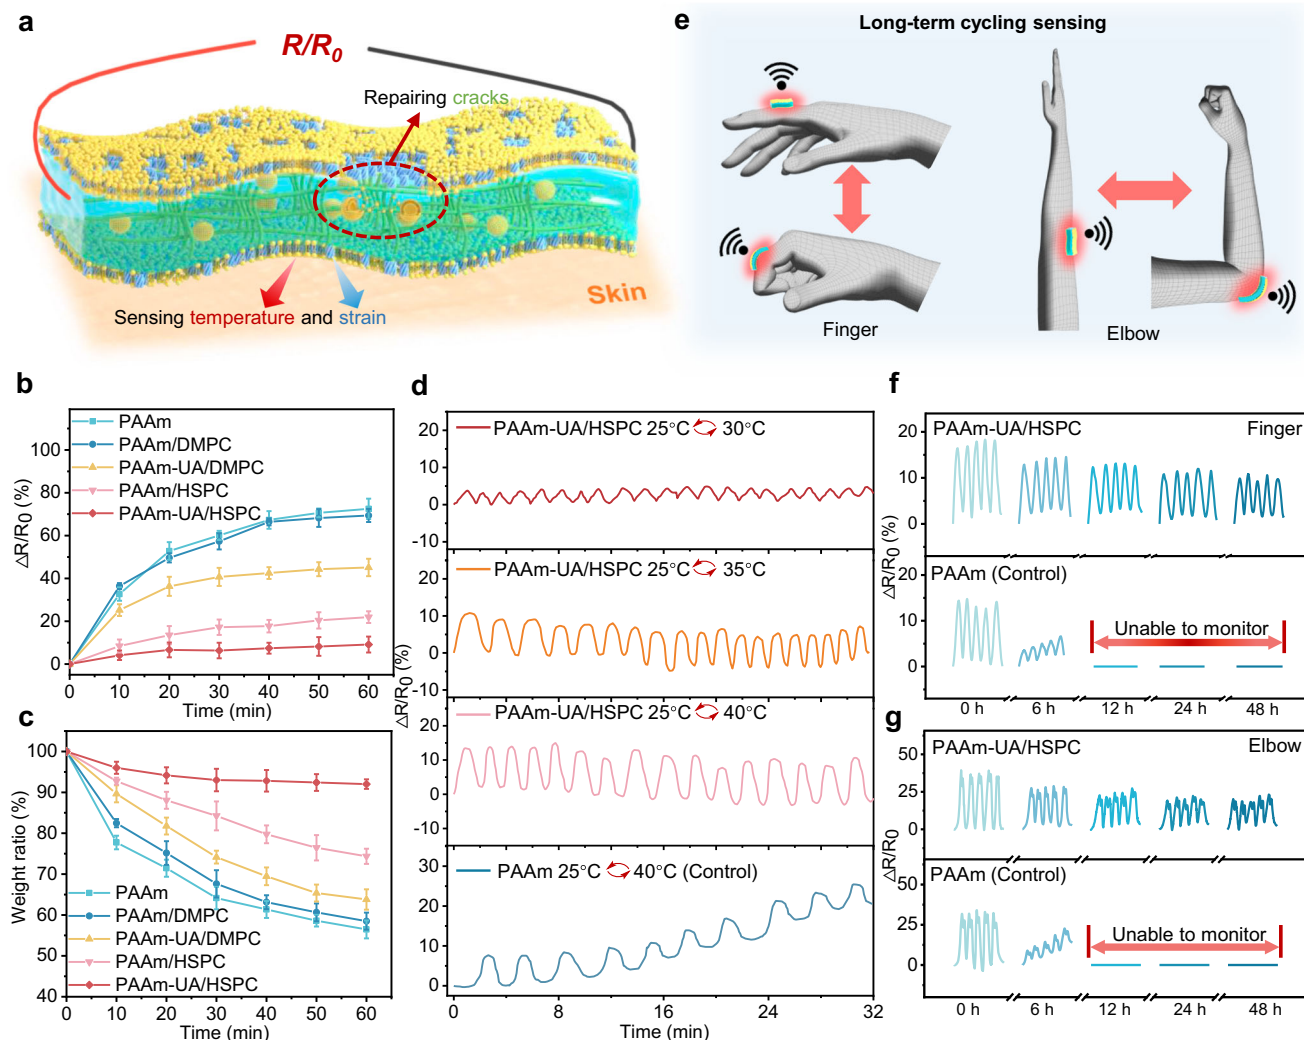 a
R/R0
Repairing cracks
Skin
Sensing temperature and strain
e
Long-term cycling sensing
Finger
Elbow
b
PAAm
PAAm/DMPC
PAAm-UA/DMPC
PAAm/HSPC
PAAm-UA/HSPC
100
80
60
40
20
0
ΔR/R0 (%)
0 10 20 30 40 50 60
Time (min)
c
100
90
80
70
60
50
40
Weight ratio (%)
PAAm
PAAm/DMPC
PAAm-UA/DMPC
PAAm/HSPC
PAAm-UA/HSPC
0 10 20 30 40 50 60
Time (min)
d
PAAm-UA/HSPC 25°C 30°C
20
10
0
-10
PAAm-UA/HSPC 25°C 35°C
20
10
0
-10
ΔR/R0 (%)
PAAm-UA/HSPC 25°C 40°C
25
15
0
-15
PAAm 25°C 40°C (Control)
30
20
10
0
0 8 16 24 32
Time (min)
f
PAAm-UA/HSPC Finger
20
10
0
ΔR/R0 (%)
PAAm (Control)
20
10
0
Unable to monitor
0 h 6 h 12 h 24 h 48 h
g
PAAm-UA/HSPC Elbow
50
25
0
ΔR/R0
PAAm (Control)
50
25
0
Unable to monitor
0 h 6 h 12 h 24 h 48 h